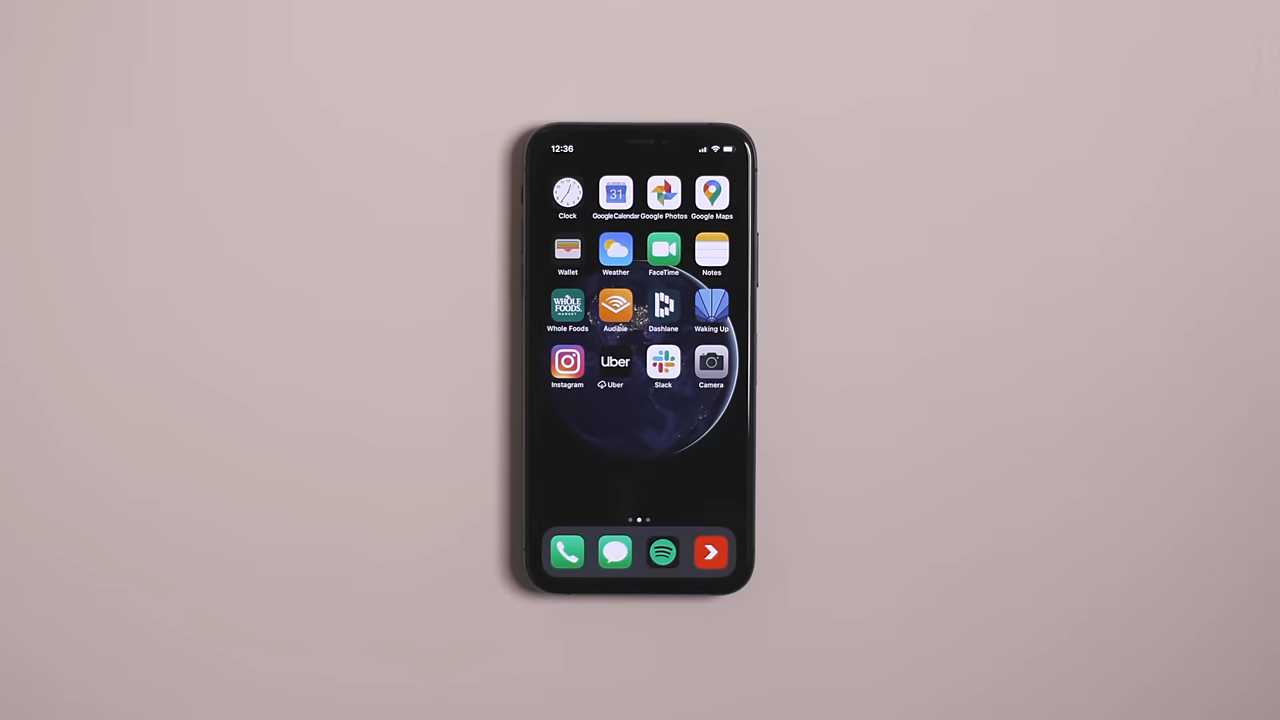 12:36
Clock
31
Google Calendar
Google Photos
Google Maps
Wallet
Weather
FaceTime
Notes
WHOLE
FOODS
MARKET
Whole Foods
Audible
Dashlane
Waking Up
Instagram
Uber
Uber
Slack
Camera